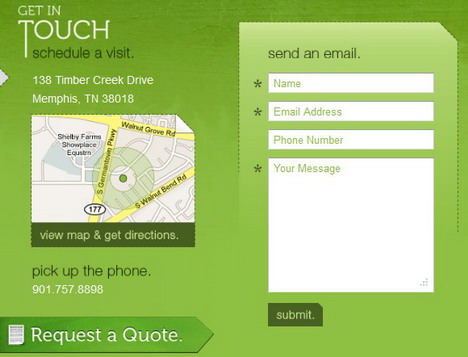 GET IN
TOUCH
schedule a visit.
138 Timber Creek Drive
Memphis, TN 38018
Walnut Grove Rd
Shelby Farms
Showplace
Equstrn
S Germantown Pkwy
S Walnut Bend Rd
177
view map & get directions.
pick up the phone.
901.757.8898
Request a Quote.
send an email.
* Name
* Email Address
Phone Number
* Your Message
submit.